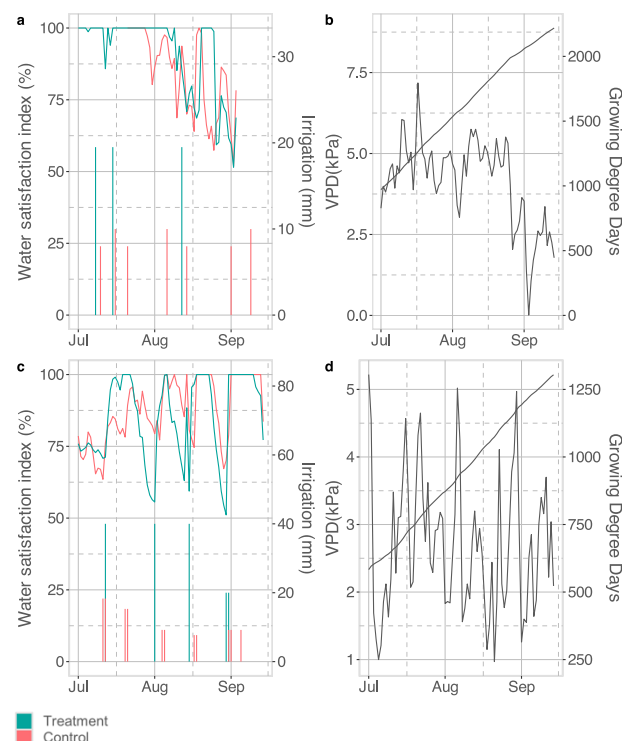 a
100
75
50
25
0
Water satisfaction index (%)
30
20
10
0
Irrigation (mm)
Jul Aug Sep
b
7.5
5.0
2.5
0.0
VPD(kPa)
2000
1500
1000
500
0
Growing Degree Days
Jul Aug Sep
c
100
75
50
25
0
Water satisfaction index (%)
80
60
40
20
0
Irrigation (mm)
Jul Aug Sep
d
5
4
3
2
1
VPD(kPa)
1250
1000
750
500
250
Growing Degree Days
Jul Aug Sep
Treatment
Control